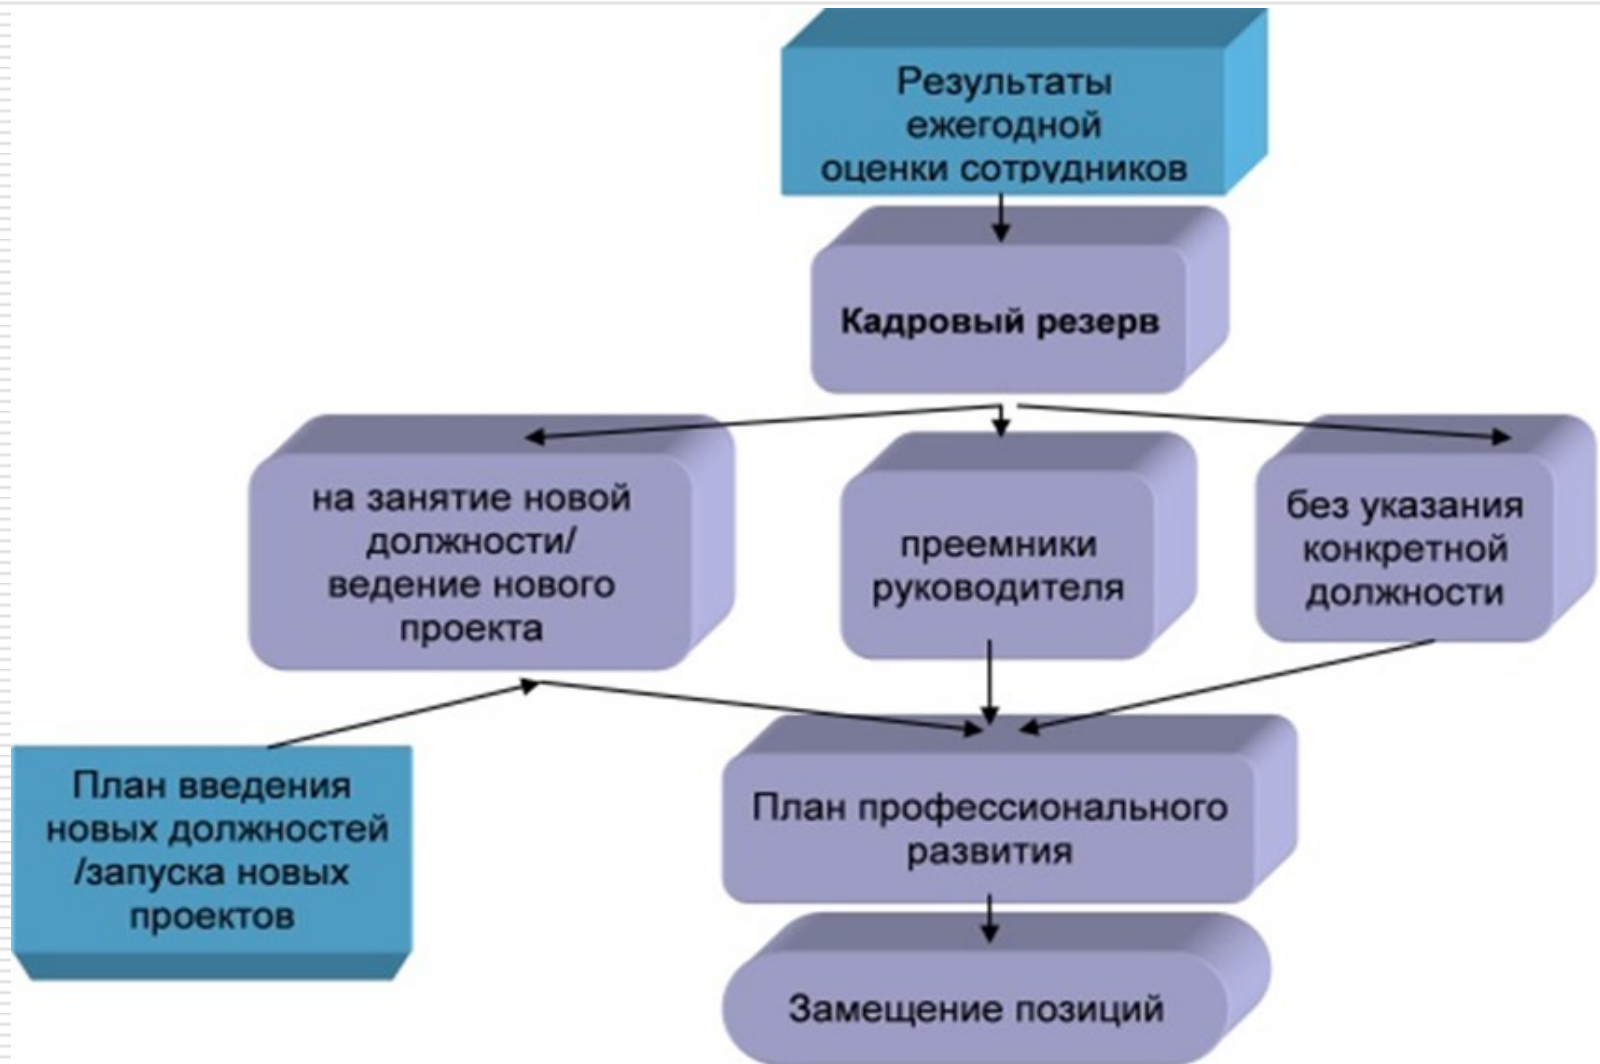 Результаты
ежегодной
оценки сотрудников
Кадровый резерв
на занятие новой
должности/
ведение нового
проекта
преемники
руководителя
без указания
конкретной
должности
План введения
новых должностей
/запуска новых
проектов
План профессионального
развития
Замещение позиций